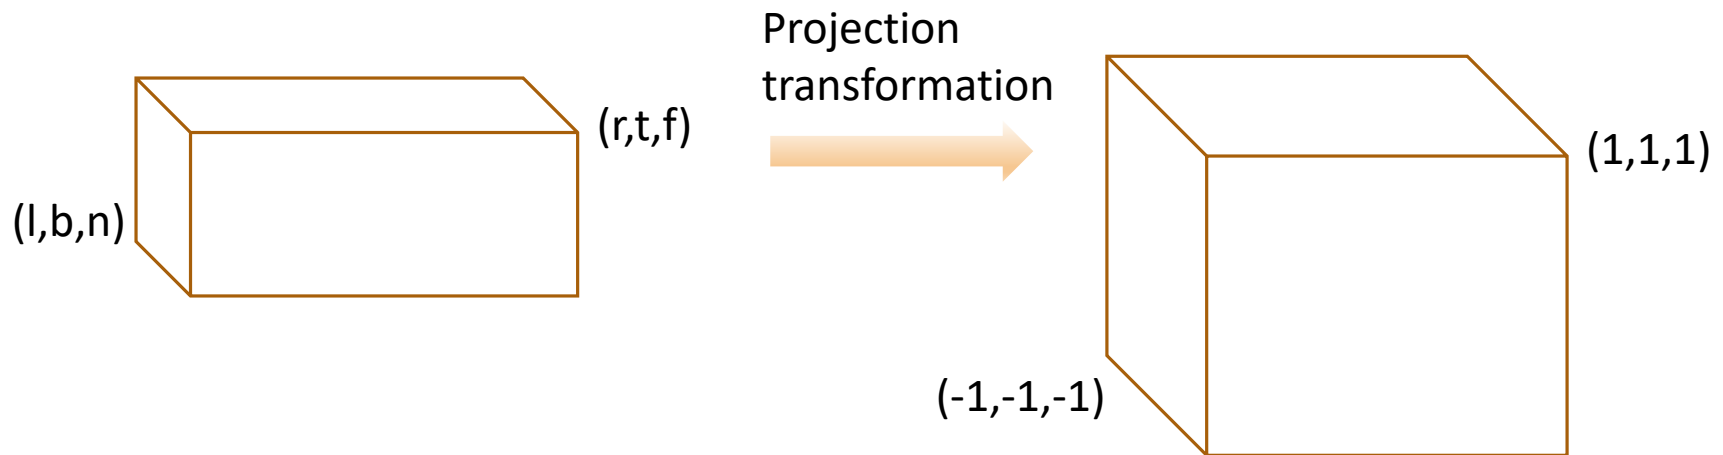 Projection
transformation
(r,t,f)
(l,b,n)
(1,1,1)
(-1,-1,-1)